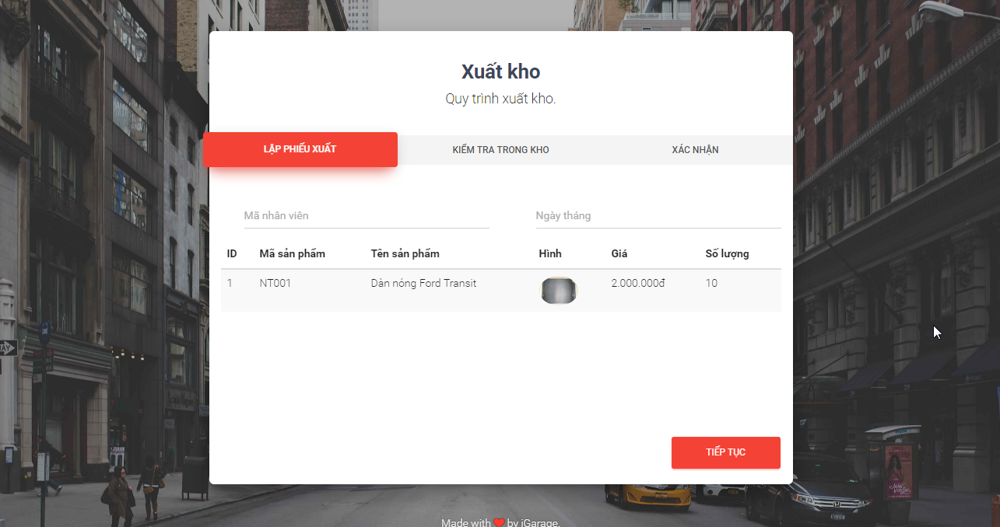 Xuất kho
Quy trình xuất kho.
LẬP PHIẾU XUẤT KIỂM TRA TRONG KHO XÁC NHẬN
Mã nhân viên Ngày tháng
ID Mã sản phẩm Tên sản phẩm Hình Giá Số lượng
1 NT001 Dàn nóng Ford Transit 2.000.000đ 10
TIẾP TỤC
Made with by iGarage.